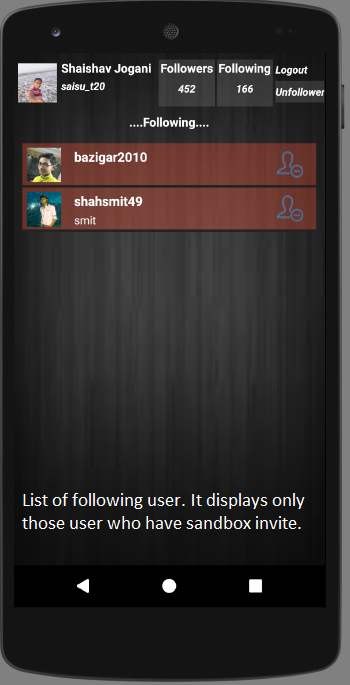 Shaishav Jogani
saisu_t20
Followers
452
Following
166
Logout
Unfollower
....Following....
bazigar2010
shahsmit49
smit
List of following user. It displays only
those user who have sandbox invite.